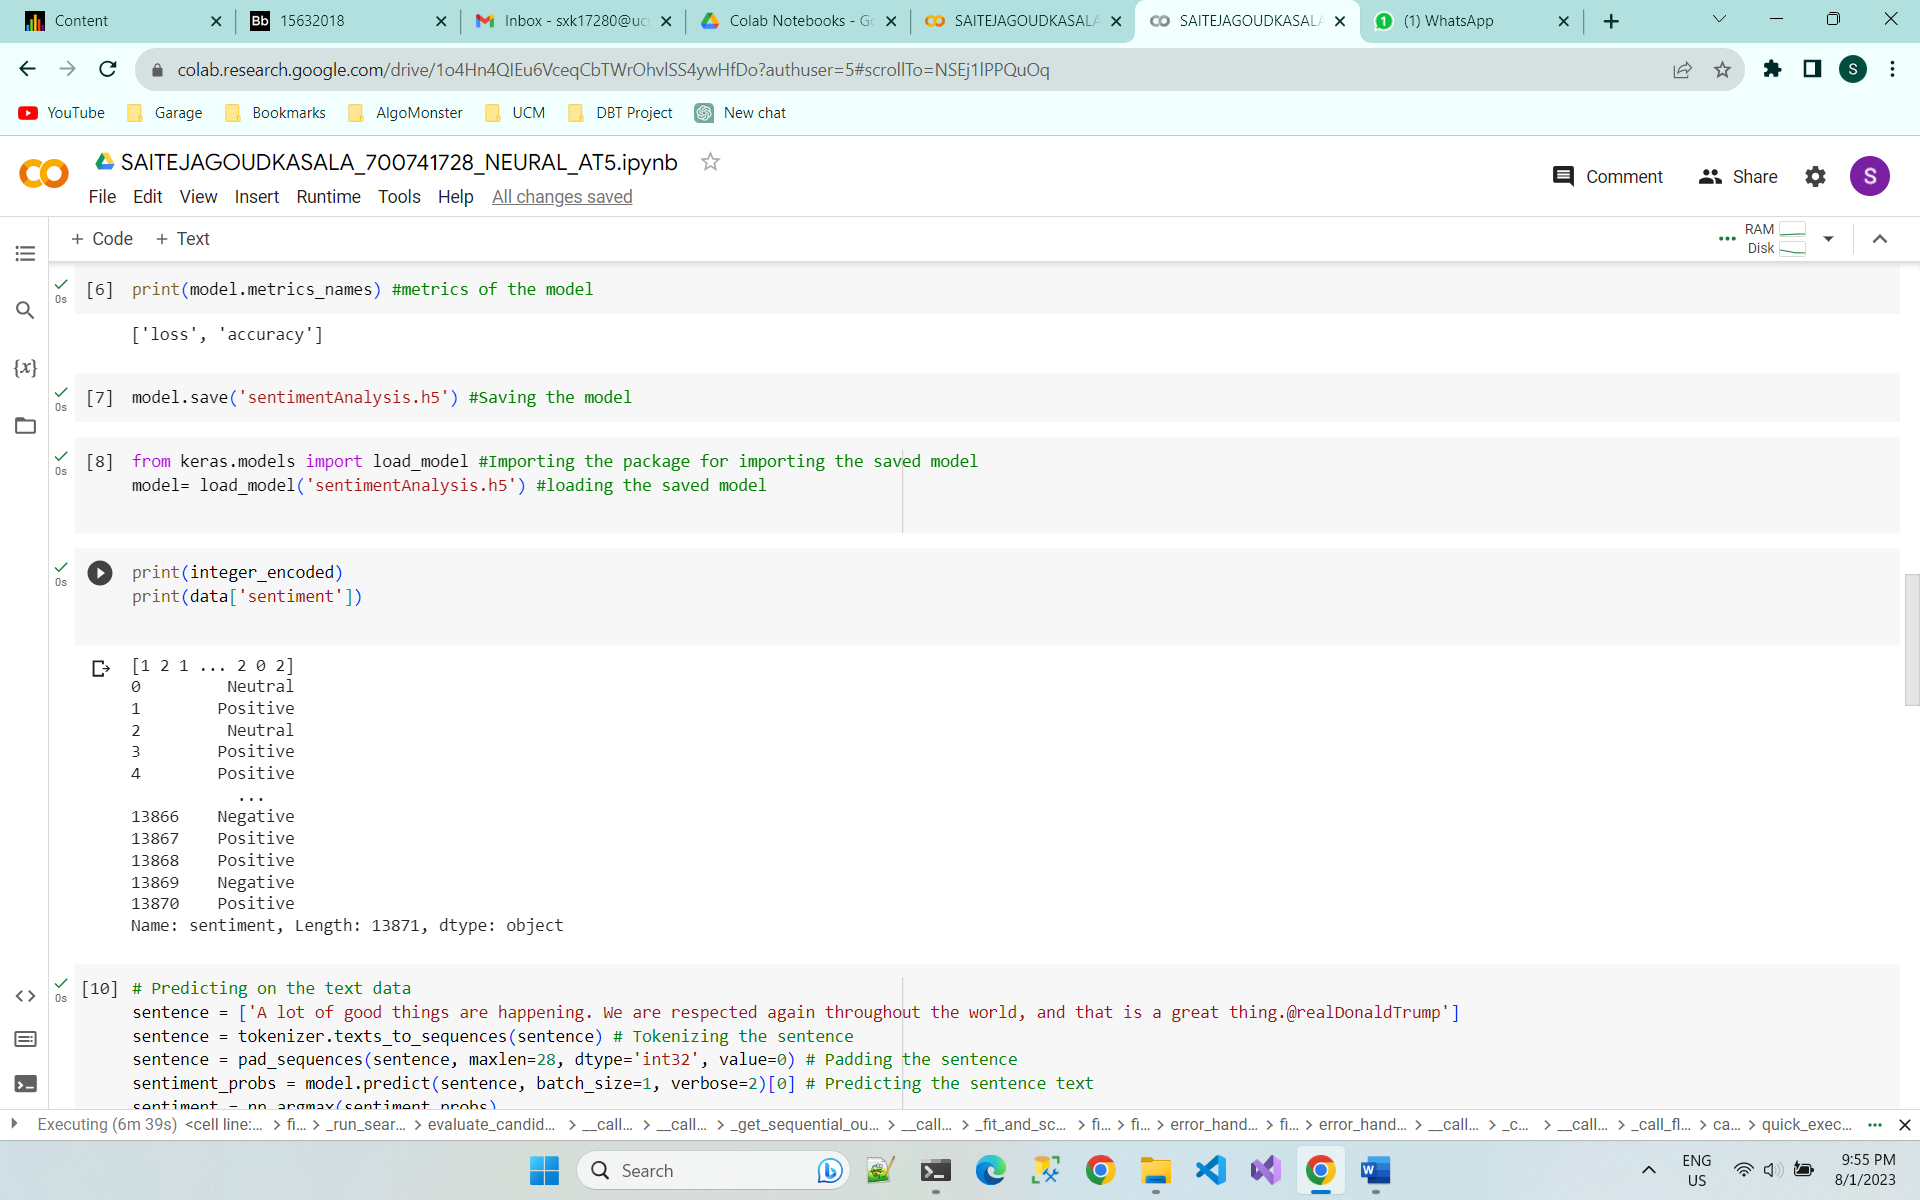 Content
15632018
Inbox - sxk17280@uc
Colab Notebooks - Go
SAITEJAGOUDKASALA
SAITEJAGOUDKASALA
(1) WhatsApp
colab.research.google.com/drive/1o4Hn4QIEu6VceqCbTWrOhvlSS4ywHfDo?authuser=5#scrollTo=NSEj1lPPQuOq
YouTube Garage Bookmarks AlgoMonster UCM DBT Project New chat
SAITEJAGOUDKASALA_700741728_NEURAL_AT5.ipynb
Comment Share S
File Edit View Insert Runtime Tools Help All changes saved
+ Code + Text
RAM
Disk
[6] print(model.metrics_names) #metrics of the model
0s
['loss', 'accuracy']
[7] model.save('sentimentAnalysis.h5') #Saving the model
0s
[8] from keras.models import load_model #Importing the package for importing the saved model
0s
model= load_model('sentimentAnalysis.h5') #loading the saved model
print(integer_encoded)
0s
print(data['sentiment'])
[1 2 1 ... 2 0 2]
0 Neutral
1 Positive
2 Neutral
3 Positive
4 Positive
...
13866 Negative
13867 Positive
13868 Positive
13869 Negative
13870 Positive
Name: sentiment, Length: 13871, dtype: object
[10] # Predicting on the text data
0s
sentence = ['A lot of good things are happening. We are respected again throughout the world, and that is a great thing.@realDonaldTrump']
sentence = tokenizer.texts_to_sequences(sentence) # Tokenizing the sentence
sentence = pad_sequences(sentence, maxlen=28, dtype='int32', value=0) # Padding the sentence
sentiment_probs = model.predict(sentence, batch_size=1, verbose=2)[0] # Predicting the sentence text
sentiment = np.argmax(sentiment_probs)
Executing (6m 39s) <cell line:... > fi... > _run_sear... > evaluate_candid... > __call... > __call... > _get_sequential_ou... > __call... > _fit_and_sc... > fi... > fi... > error_hand... > fi... > error_hand... > __call... > _c... > __call... > _call_fl... > ca... > quick_exec...
Search
ENG
US
9:55 PM
8/1/2023